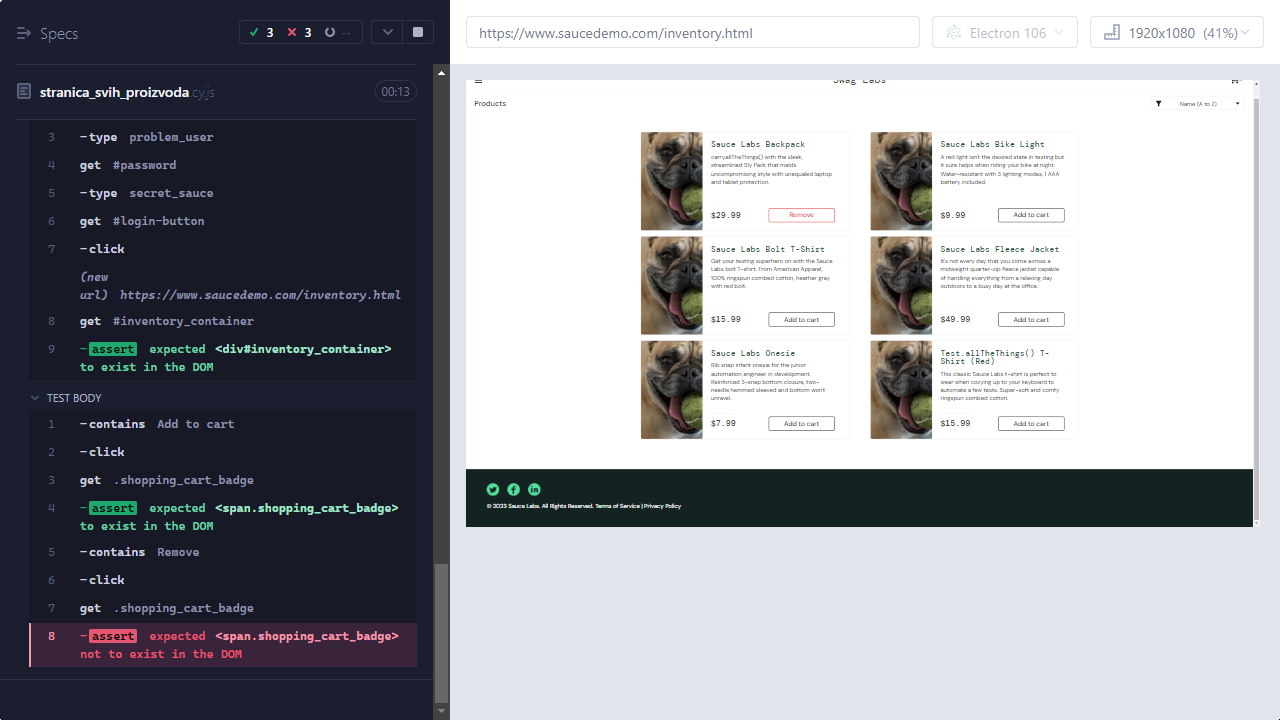 Specs
3
3
--
stranica_svih_proizvoda.cy.js
00:13
3 -type problem_user
4 get #password
5 -type secret_sauce
6 get #login-button
7 -click
(new
url) https://www.saucedemo.com/inventory.html
8 get #inventory_container
9 -assert expected <div#inventory_container>
to exist in the DOM
TEST BODY
1 -contains Add to cart
2 -click
3 get .shopping_cart_badge
4 -assert expected <span.shopping_cart_badge>
to exist in the DOM
5 -contains Remove
6 -click
7 get .shopping_cart_badge
8 -assert expected <span.shopping_cart_badge>
not to exist in the DOM
https://www.saucedemo.com/inventory.html
Electron 106
1920x1080 (41%)
Swag Labs
Products
Name (A to Z)
Sauce Labs Backpack
carry.allTheThings() with the sleek,
streamlined Sly Pack that melds
uncompromising style with unequaled laptop
and tablet protection.
$29.99
Remove
Sauce Labs Bike Light
A red light isn't the desired state in testing but
it sure helps when riding your bike at night.
Water-resistant with 3 lighting modes, 1 AAA
battery included.
$9.99
Add to cart
Sauce Labs Bolt T-Shirt
Get your testing superhero on with the Sauce
Labs bolt T-shirt. From American Apparel,
100% ringspun combed cotton, heather gray
with red bolt.
$15.99
Add to cart
Sauce Labs Fleece Jacket
It's not every day that you come across a
midweight quarter-zip fleece jacket capable
of handling everything from a relaxing day
outdoors to a busy day at the office.
$49.99
Add to cart
Sauce Labs Onesie
Rib snap infant onesie for the junior
automation engineer in development.
Reinforced 3-snap bottom closure, two-
needle hemmed sleeved and bottom won't
unravel.
$7.99
Add to cart
Test.allTheThings() T-
Shirt (Red)
This classic Sauce Labs t-shirt is perfect to
wear when cozying up to your keyboard to
automate a few tests. Super-soft and comfy
ringspun combed cotton.
$15.99
Add to cart
© 2023 Sauce Labs. All Rights Reserved. Terms of Service | Privacy Policy